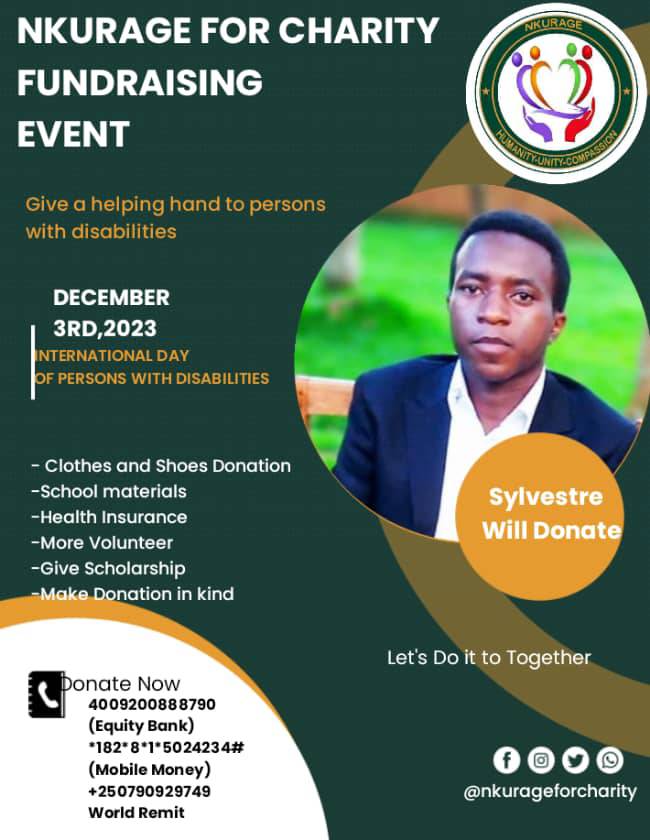 NKURAGE FOR CHARITY
FUNDRAISING
EVENT
NKURAGE
HUMANITY-UNITY-COMPASSION
Give a helping hand to persons
with disabilities
DECEMBER
3RD,2023
INTERNATIONAL DAY
OF PERSONS WITH DISABILITIES
- Clothes and Shoes Donation
-School materials
-Health Insurance
-More Volunteer
-Give Scholarship
-Make Donation in kind
Sylvestre
Will Donate
Let's Do it to Together
Donate Now
4009200888790
(Equity Bank)
*182*8*1*5024234#
(Mobile Money)
+250790929749
World Remit
@nkurageforcharity